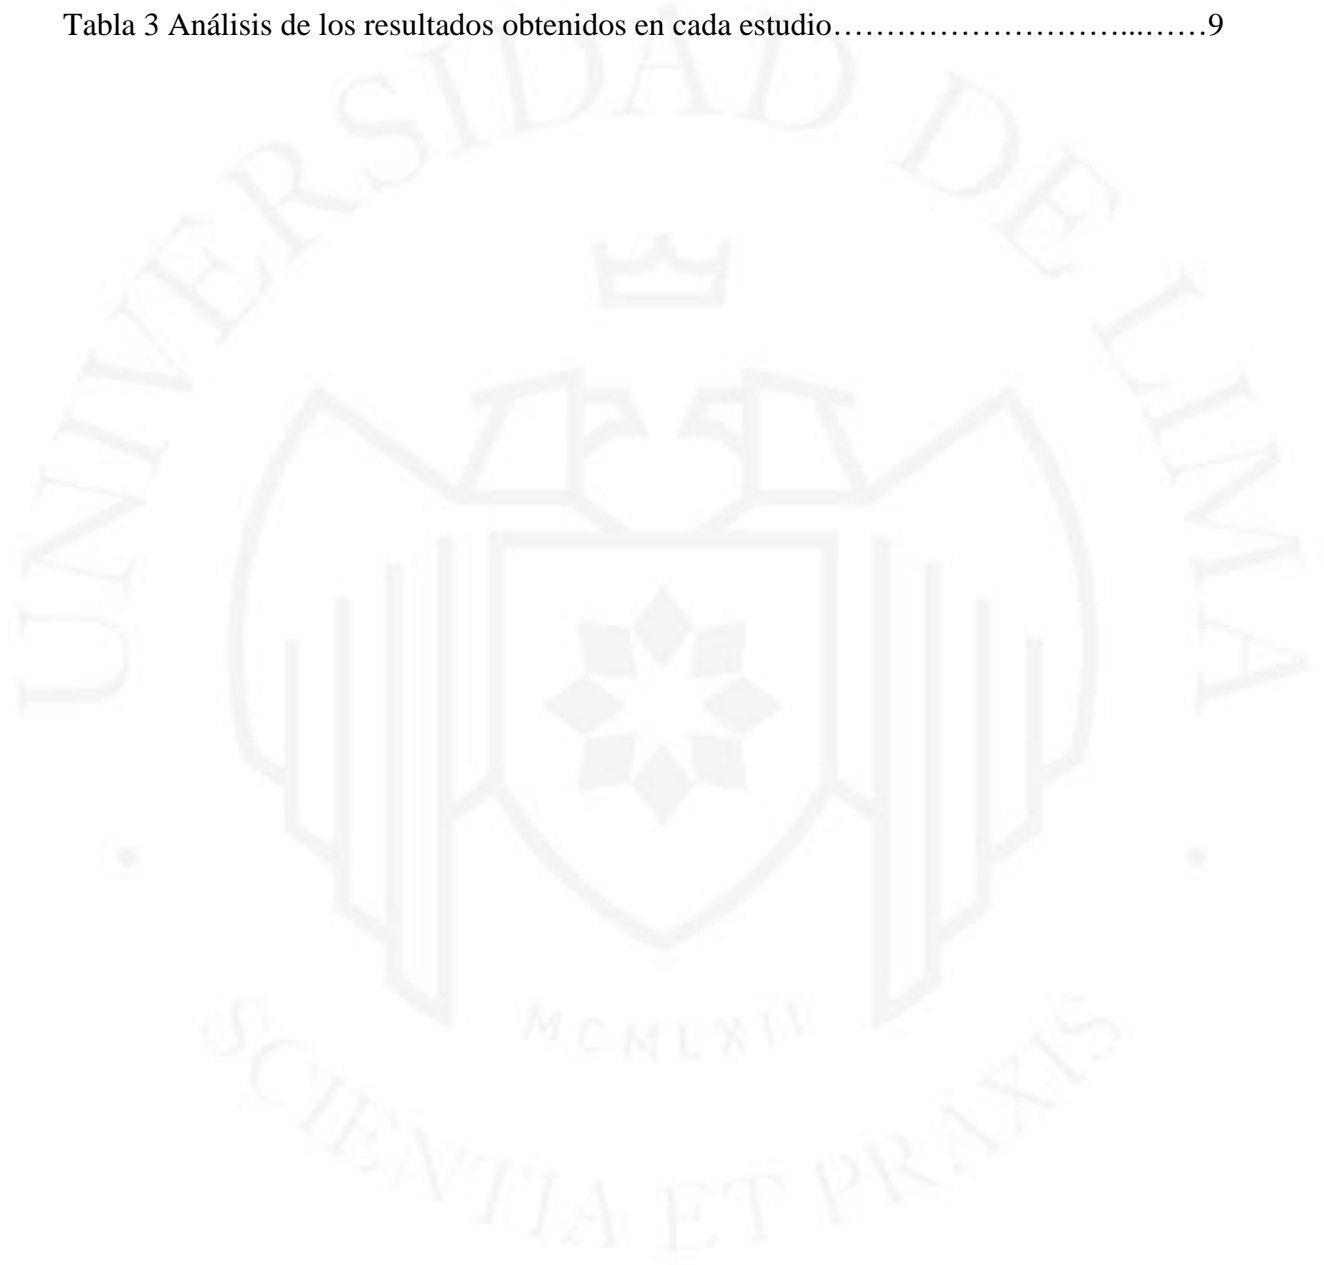 Tabla 3 Análisis de los resultados obtenidos en cada estudio…………………………...……9
UNIVERSIDAD DE LIMA
MCMLXII
SCIENTIA ET PRAXIS